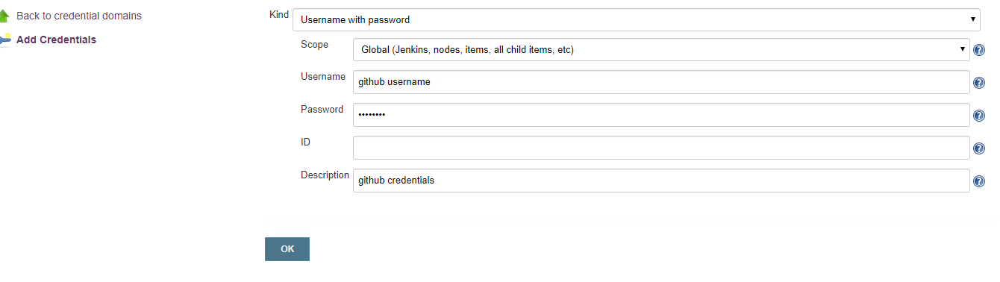 Back to credential domains
Add Credentials
Kind
Username with password
Scope
Global (Jenkins, nodes, items, all child items, etc)
Username
github username
Password
••••••••
ID
Description
github credentials
OK